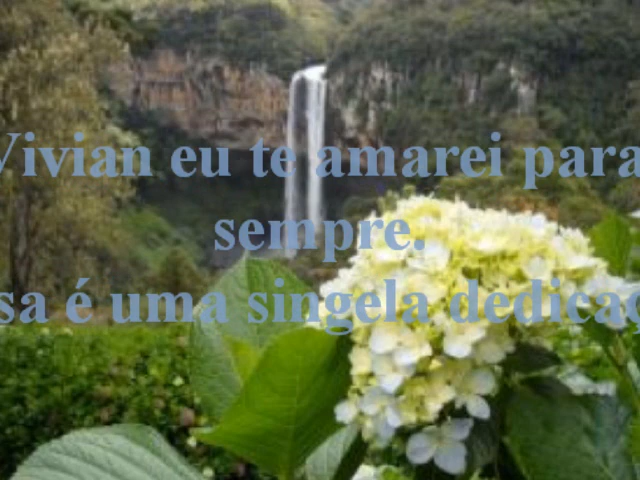 Vivian eu te amarei para
sempre.
é uma singela